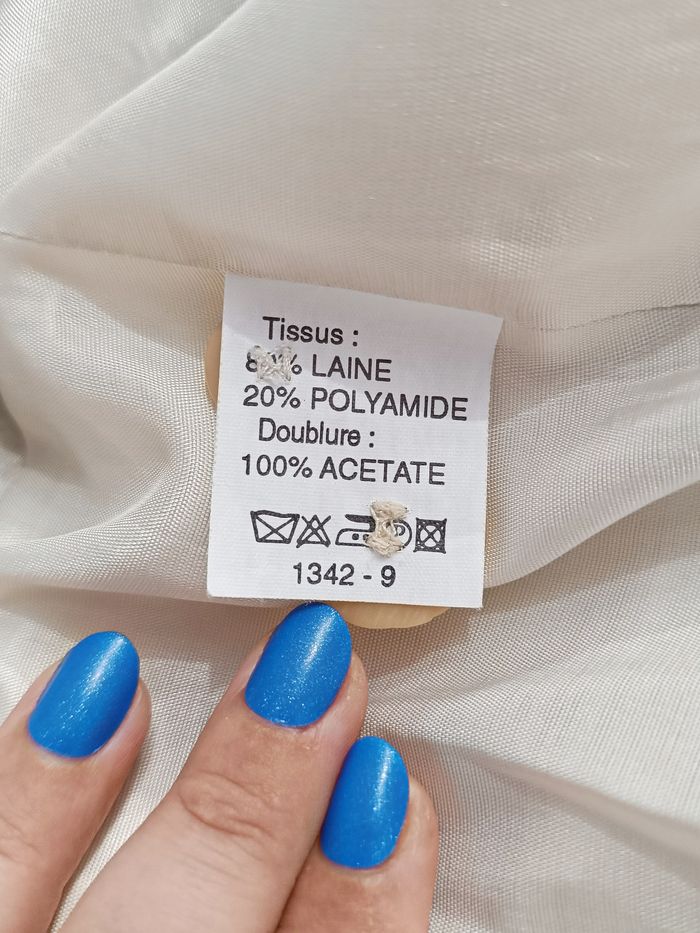 Tissus :
LAINE
20% POLYAMIDE
Doublure :
100% ACETATE
1342 - 9